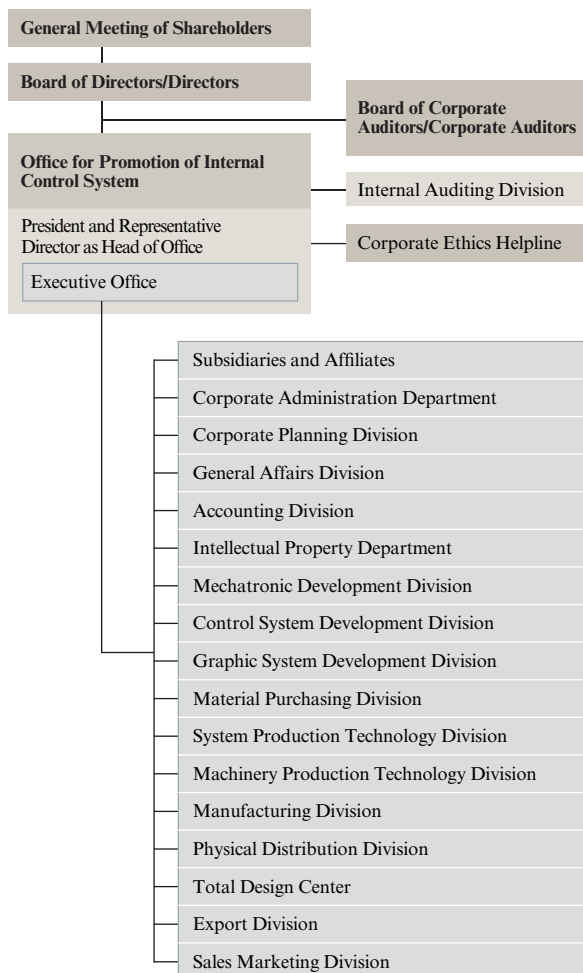 General Meeting of Shareholders
Board of Directors/Directors
Board of Corporate
Auditors/Corporate Auditors
Office for Promotion of Internal
Control System
Internal Auditing Division
President and Representative
Director as Head of Office
Corporate Ethics Helpline
Executive Office
Subsidiaries and Affiliates
Corporate Administration Department
Corporate Planning Division
General Affairs Division
Accounting Division
Intellectual Property Department
Mechatronic Development Division
Control System Development Division
Graphic System Development Division
Material Purchasing Division
System Production Technology Division
Machinery Production Technology Division
Manufacturing Division
Physical Distribution Division
Total Design Center
Export Division
Sales Marketing Division